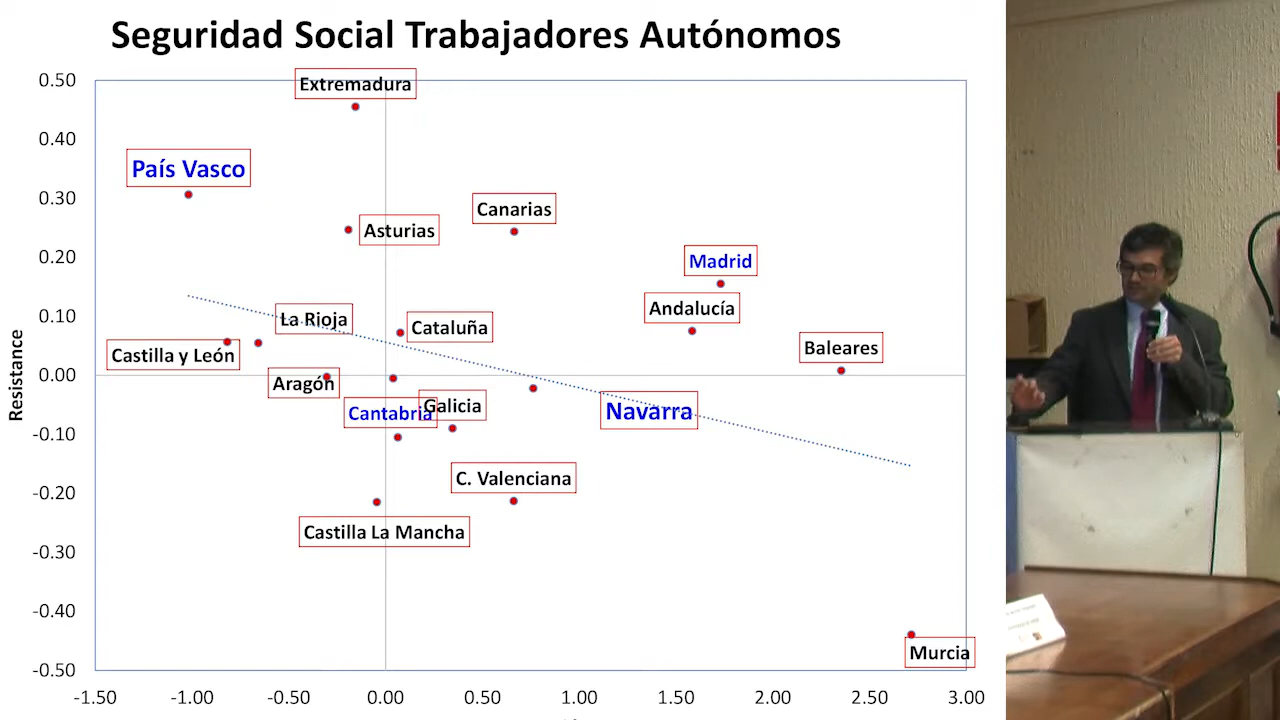 Seguridad Social Trabajadores Autónomos
0.50
Extremadura
0.40
País Vasco
0.30
Canarias
Asturias
0.20
Madrid
Andalucía
0.10
La Rioja
Cataluña
Baleares
Castilla y León
0.00
Aragón
Galicia
Cantabria
Navarra
-0.10
C. Valenciana
-0.20
Castilla La Mancha
-0.30
-0.40
Murcia
-0.50
Resistance
-1.50 -1.00 -0.50 0.00 0.50 1.00 1.50 2.00 2.50 3.00